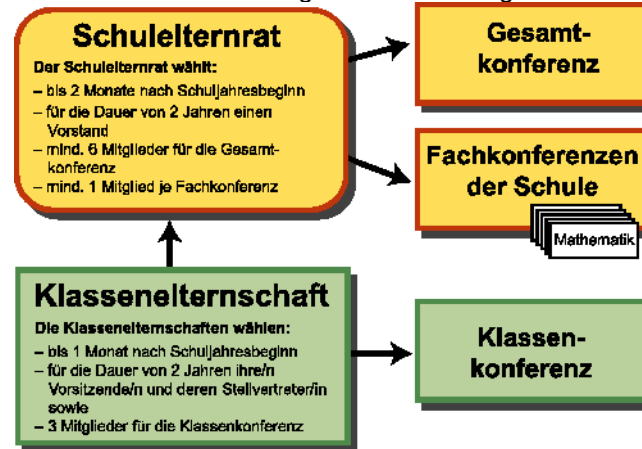 Schulelternrat
Der Schulelternrat wählt:
– bis 2 Monate nach Schuljahresbeginn
– für die Dauer von 2 Jahren einen
Vorstand
– mind. 6 Mitglieder für die Gesamt-
konferenz
– mind. 1 Mitglied je Fachkonferenz
Gesamt-
konferenz
Fachkonferenzen
der Schule
Mathematik
Klassenelternschaft
Die Klassenelternschaften wählen:
– bis 1 Monat nach Schuljahresbeginn
– für die Dauer von 2 Jahren ihre/n
Vorsitzende/n und deren Stellvertreter/in
sowie
– 3 Mitglieder für die Klassenkonferenz
Klassen-
konferenz